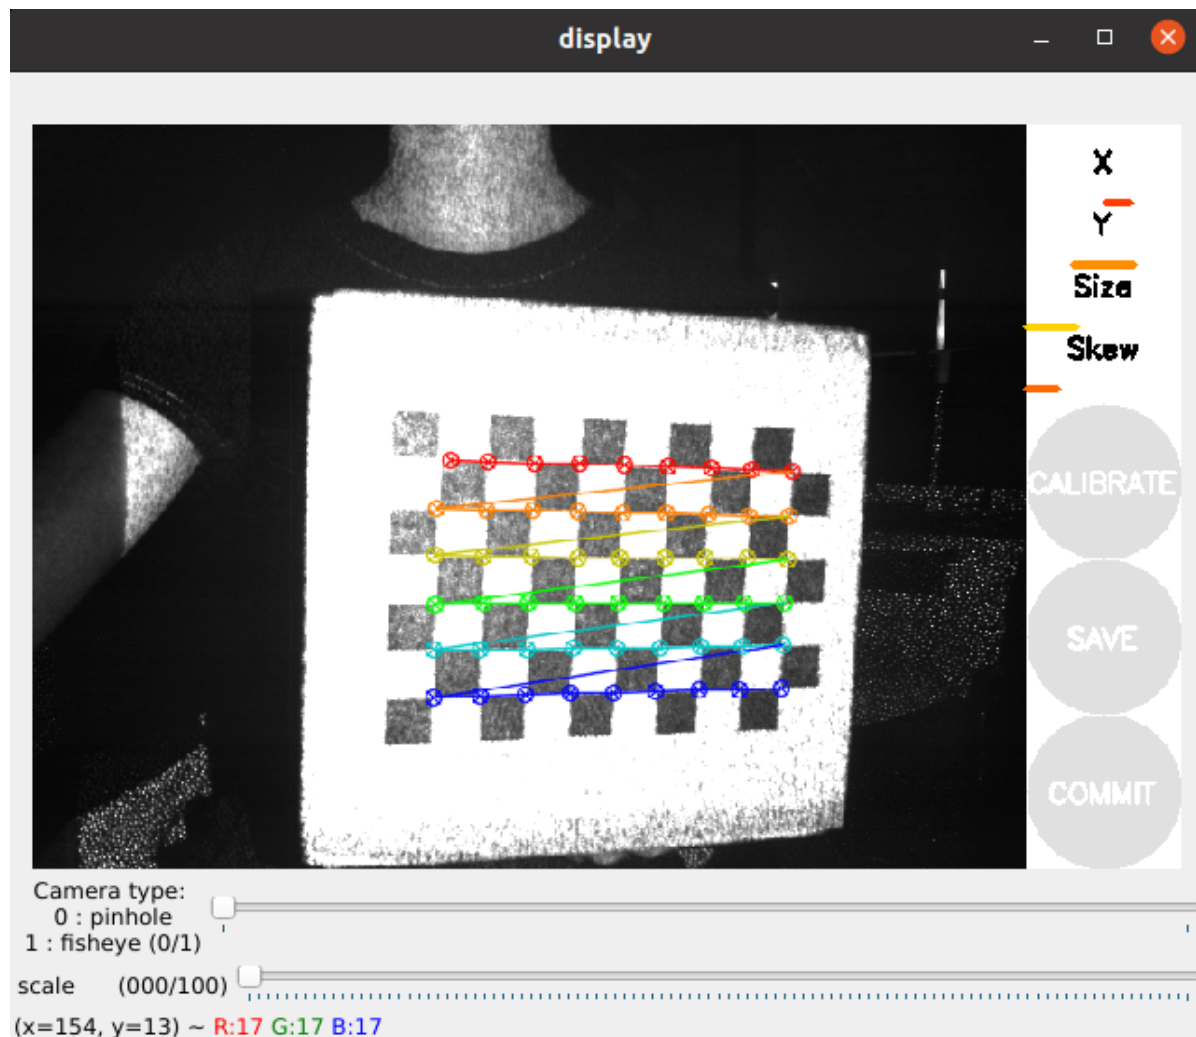 display
X
Y
Size
Skew
CALIBRATE
SAVE
COMMIT
Camera type:
0 : pinhole
1 : fisheye (0/1)
scale (000/100)
(x=154, y=13) ~ R:17 G:17 B:17